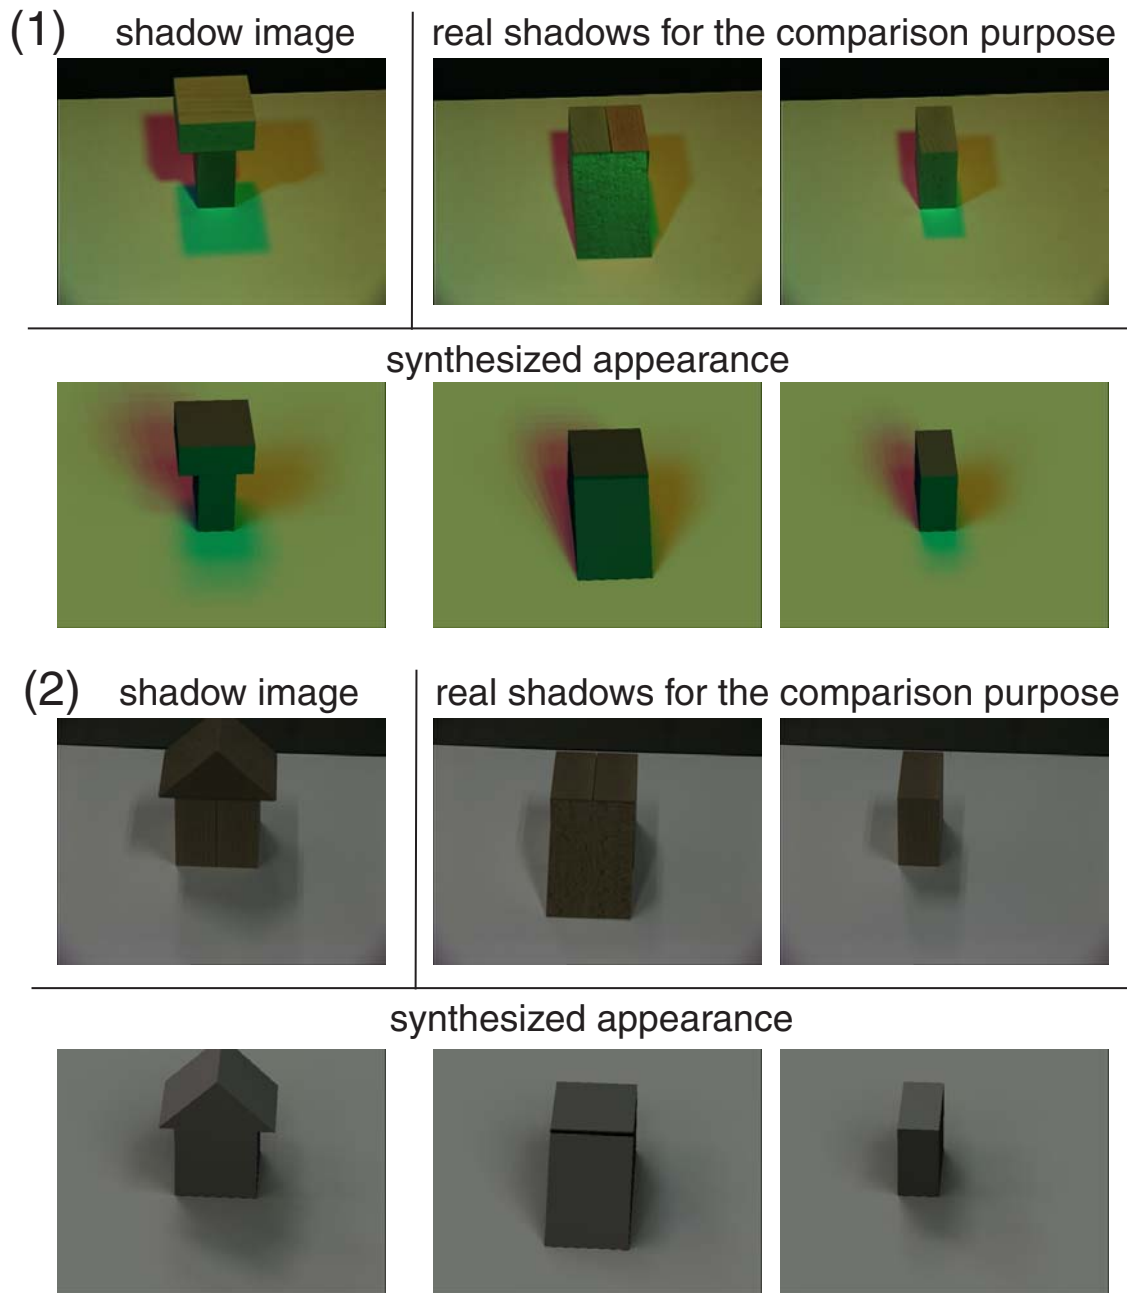 (1) shadow image real shadows for the comparison purpose
synthesized appearance
(2) shadow image real shadows for the comparison purpose
synthesized appearance